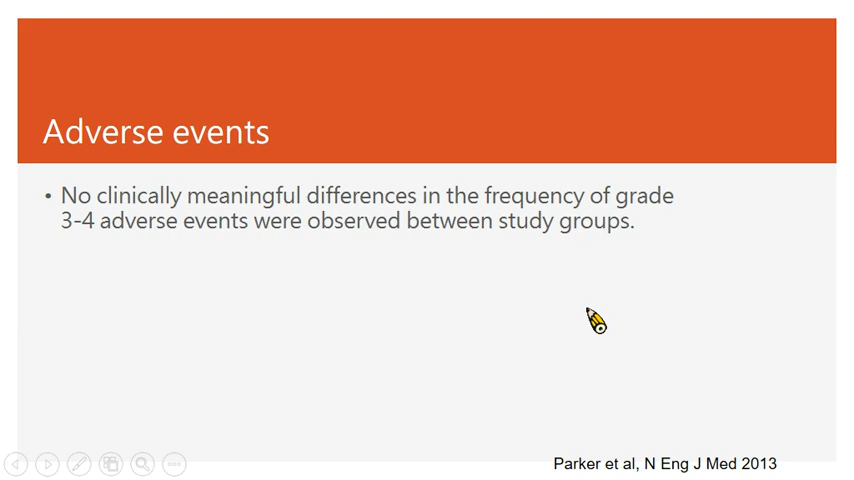 Adverse events
• No clinically meaningful differences in the frequency of grade
3-4 adverse events were observed between study groups.
Parker et al, N Eng J Med 2013